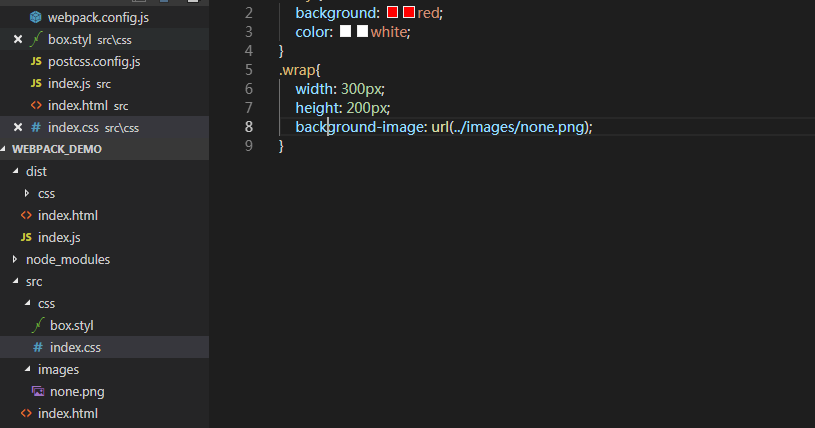 webpack.config.js
box.styl src\css
postcss.config.js
index.js src
index.html src
index.css src\css
WEBPACK_DEMO
dist
css
index.html
index.js
node_modules
src
css
box.styl
index.css
images
none.png
index.html
2 background: red;
3 color: white;
4 }
5 .wrap{
6 width: 300px;
7 height: 200px;
8 background-image: url(../images/none.png);
9 }